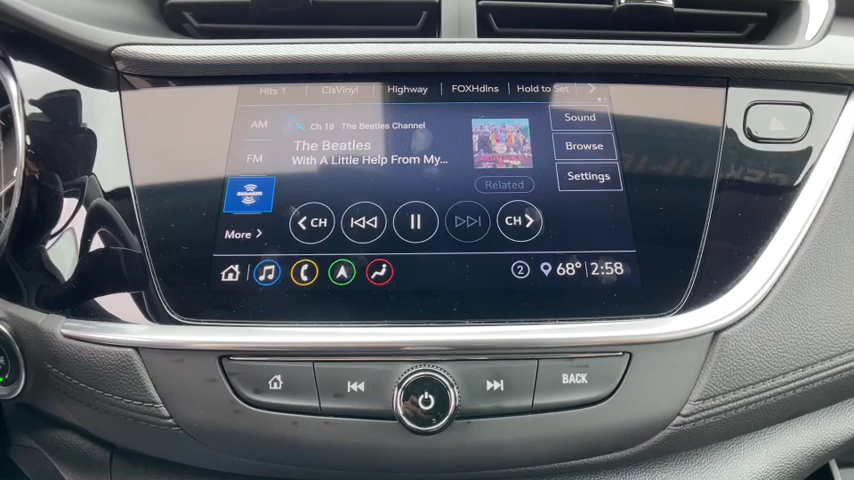 Hits 1 ClsVinyl Highway FOXHdlns Hold to Set
AM
Ch 18 The Beatles Channel
Sound
The Beatles
With A Little Help From My...
FM
Browse
Related
Settings
SiriusXM
CH
CH
More
2
68° 2:58
BACK